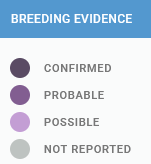 BREEDING EVIDENCE
CONFIRMED
PROBABLE
POSSIBLE
NOT REPORTED